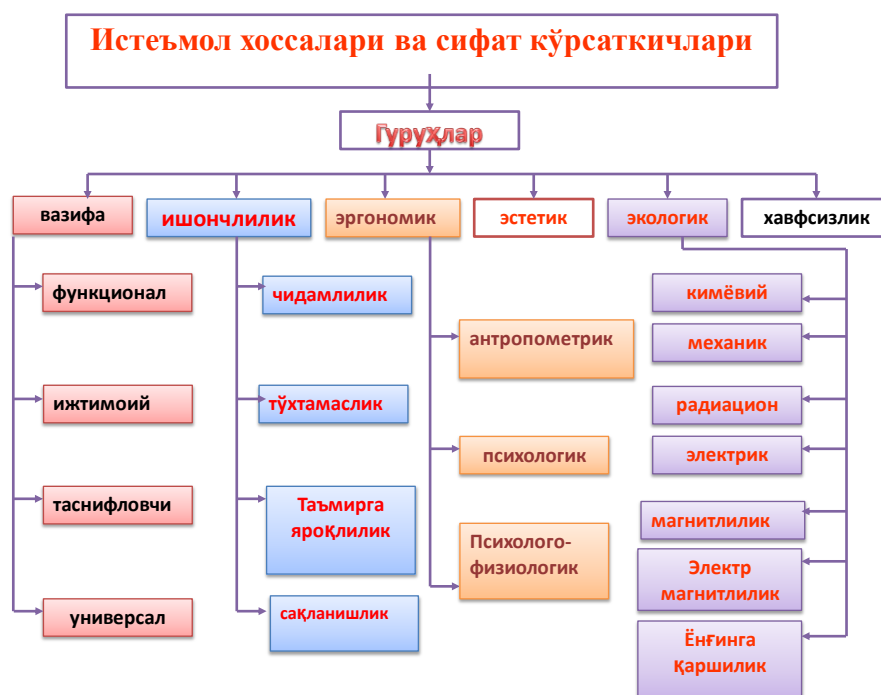 Истеъмол хоссалари ва сифат кўрсаткичлари
Гуруҳлар
вазифа
ишончлилик
эргономик
эстетик
экологик
хавфсизлик
функционал
ижтимоий
таснифловчи
универсал
чидамлилик
тўхтамаслик
Таъмирга
яроқлилик
сақланишлик
антропометрик
психологик
Психолого-
физиологик
кимёвий
механик
радиацион
электрик
магнитлилик
Электр
магнитлилик
Ёнғинга
Қаршилик